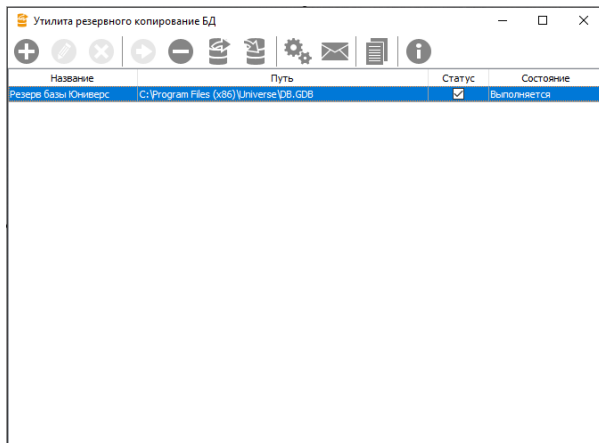 Утилита резервного копирование БД
Название Путь Статус Состояние
Резерв базы Юниверс C:\Program Files (x86)\Universe\DB.GDB Выполняется